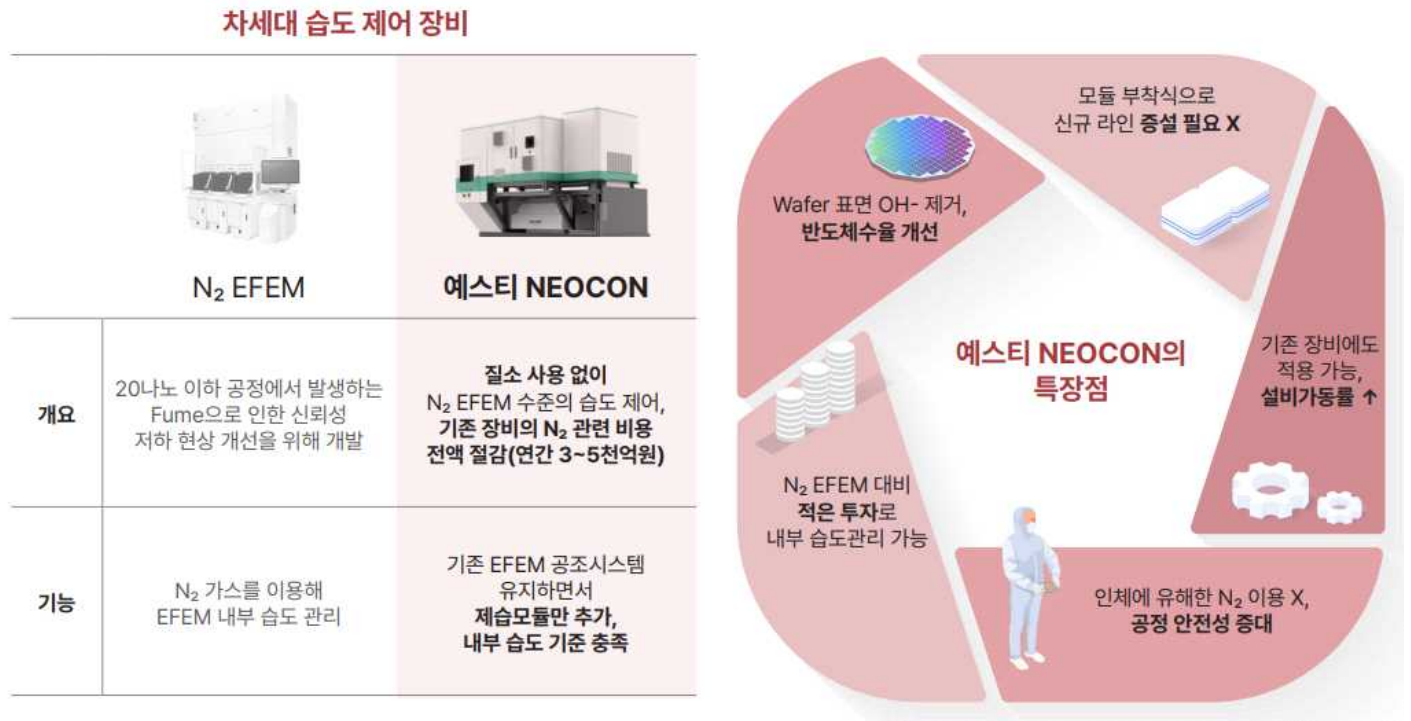 차세대 습도 제어 장비
N₂ EFEM
예스티 NEOCON
개요
20나노 이하 공정에서 발생하는
Fume으로 인한 신뢰성
저하 현상 개선을 위해 개발
질소 사용 없이
N₂ EFEM 수준의 습도 제어,
기존 장비의 N₂ 관련 비용
전액 절감(연간 3~5천억원)
기능
N₂ 가스를 이용해
EFEM 내부 습도 관리
기존 EFEM 공조시스템
유지하면서
제습모듈만 추가,
내부 습도 기준 충족
모듈 부착식으로
신규 라인 증설 필요 X
Wafer 표면 OH- 제거,
반도체수율 개선
예스티 NEOCON의
특장점
기존 장비에도
적용 가능,
설비가동률 ↑
N₂ EFEM 대비
적은 투자로
내부 습도관리 가능
인체에 유해한 N₂ 이용 X,
공정 안전성 증대